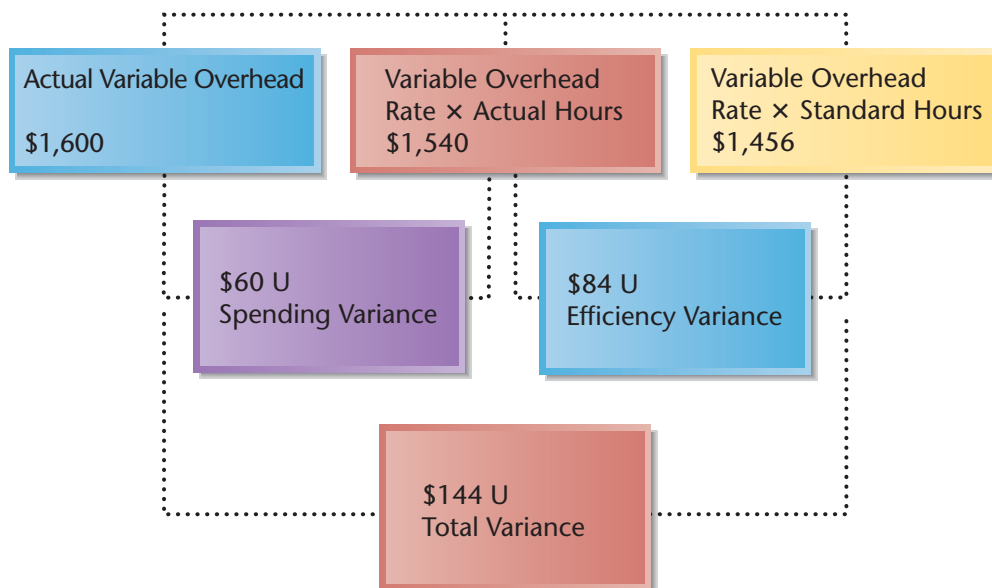 Actual Variable Overhead
$1,600
Variable Overhead
Rate × Actual Hours
$1,540
Variable Overhead
Rate × Standard Hours
$1,456
$60 U
Spending Variance
$84 U
Efficiency Variance
$144 U
Total Variance